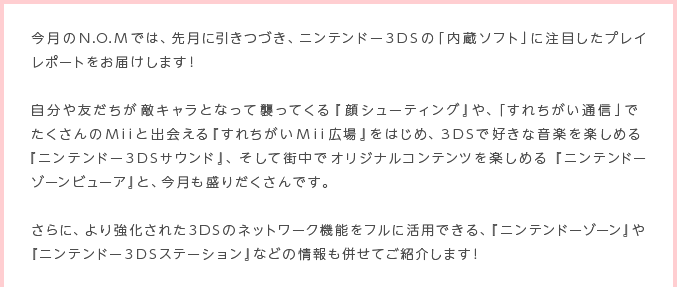 今月のN.O.Mでは、先月に引きつづき、ニンテンドー3DSの「内蔵ソフト」に注目したプレイ
レポートをお届けします！
自分や友だちが敵キャラとなって襲ってくる『顔シューティング』や、「すれちがい通信」で
たくさんのMiiと出会える『すれちがいMii広場』をはじめ、3DSで好きな音楽を楽しめる
『ニンテンドー3DSサウンド』、そして街中でオリジナルコンテンツを楽しめる『ニンテンドー
ゾーンビューア』と、今月も盛りだくさんです。
さらに、より強化された3DSのネットワーク機能をフルに活用できる、『ニンテンドーゾーン』や
『ニンテンドー3DSステーション』などの情報も併せてご紹介します！